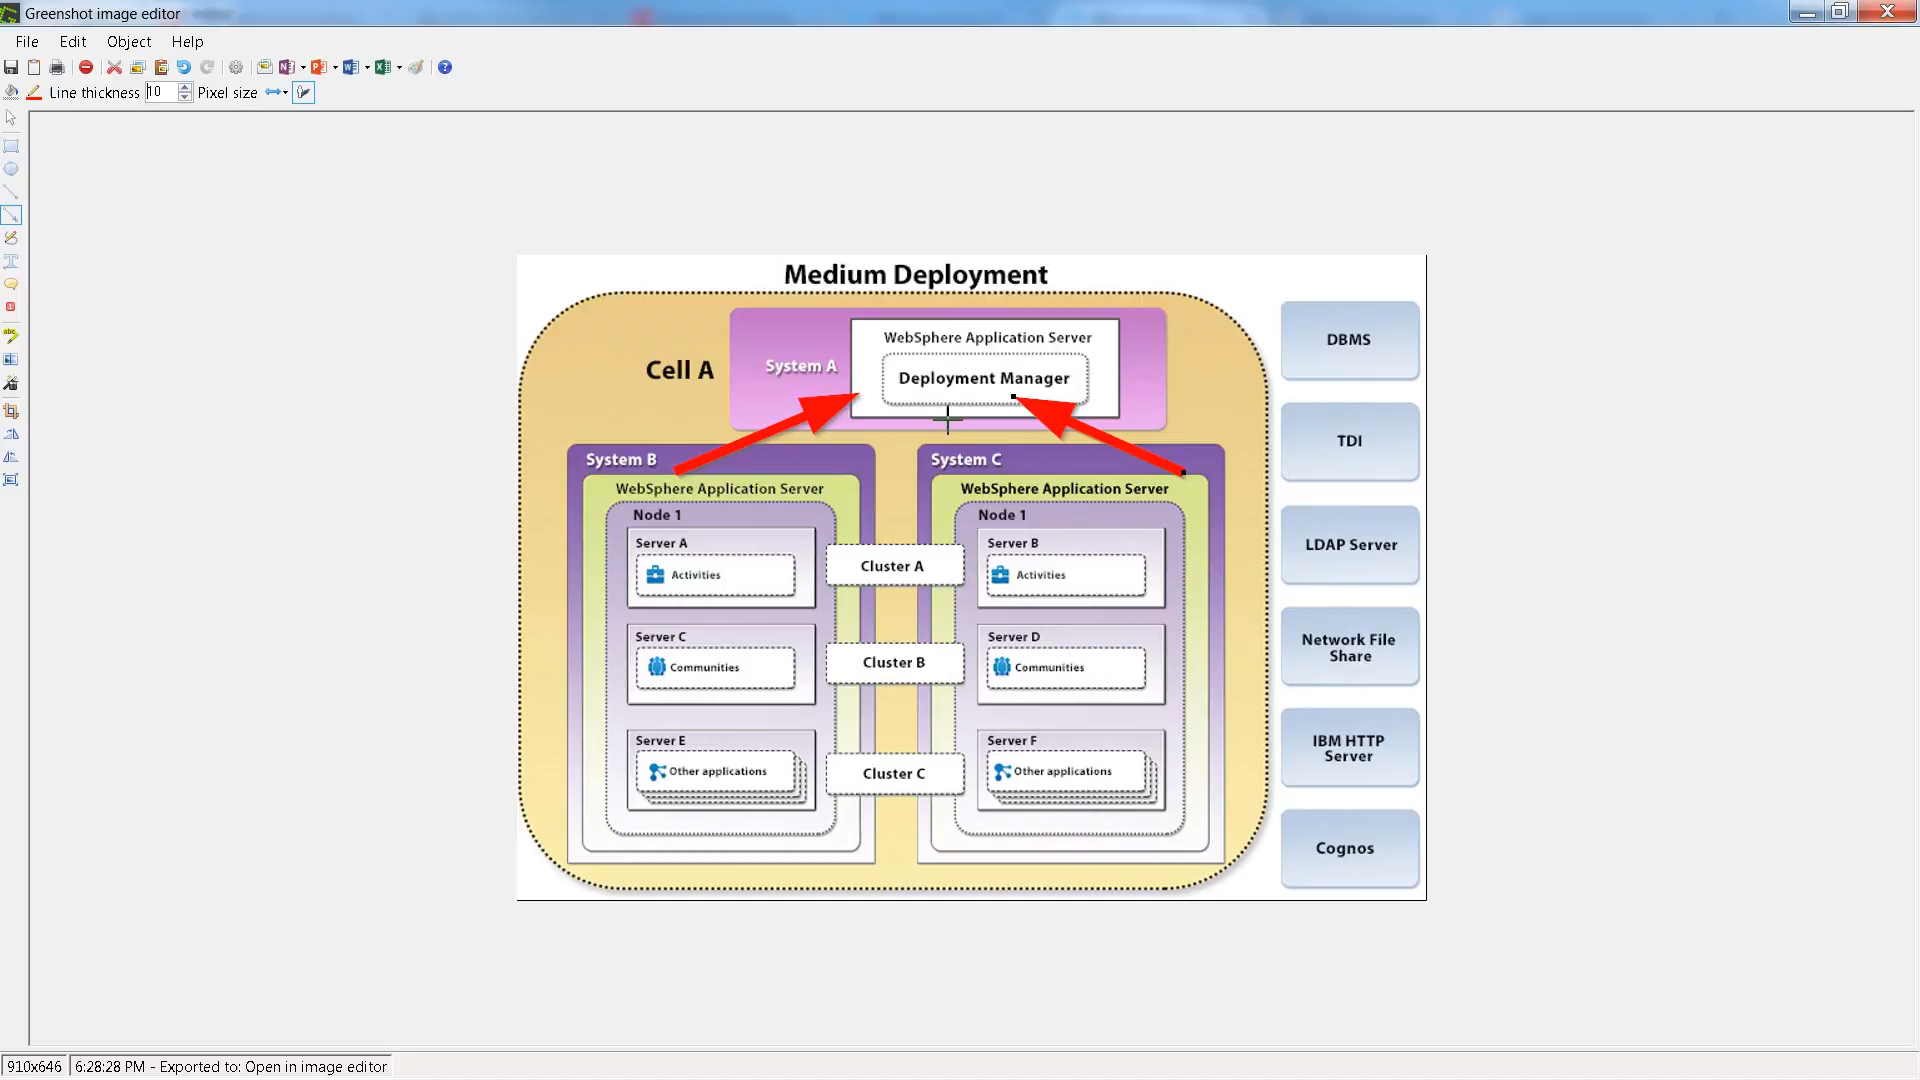 Greenshot image editor
File Edit Object Help
Line thickness 10 Pixel size
Medium Deployment
Cell A
System A
WebSphere Application Server
Deployment Manager
System B
WebSphere Application Server
Node 1
Server A
Activities
Server C
Communities
Server E
Other applications
Cluster A
Cluster B
Cluster C
System C
WebSphere Application Server
Node 1
Server B
Activities
Server D
Communities
Server F
Other applications
DBMS
TDI
LDAP Server
Network File
Share
IBM HTTP
Server
Cognos
910x646 6:28:28 PM - Exported to: Open in image editor